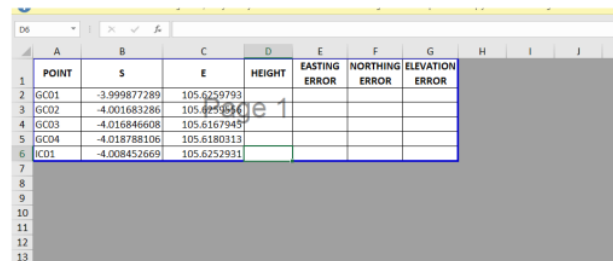 D6 fx
A B C D E F G H I J
1 POINT S E HEIGHT EASTING ERROR NORTHING ERROR ELEVATION ERROR
2 GC01 -3.999877289 105.6259793
3 GC02 -4.001683286
4 GC03 -4.016846608 105.6167945
5 GC04 -4.018788106 105.6180313
6 IC01 -4.008452669 105.6252931
Page 1
7
8
9
10
11
12
13